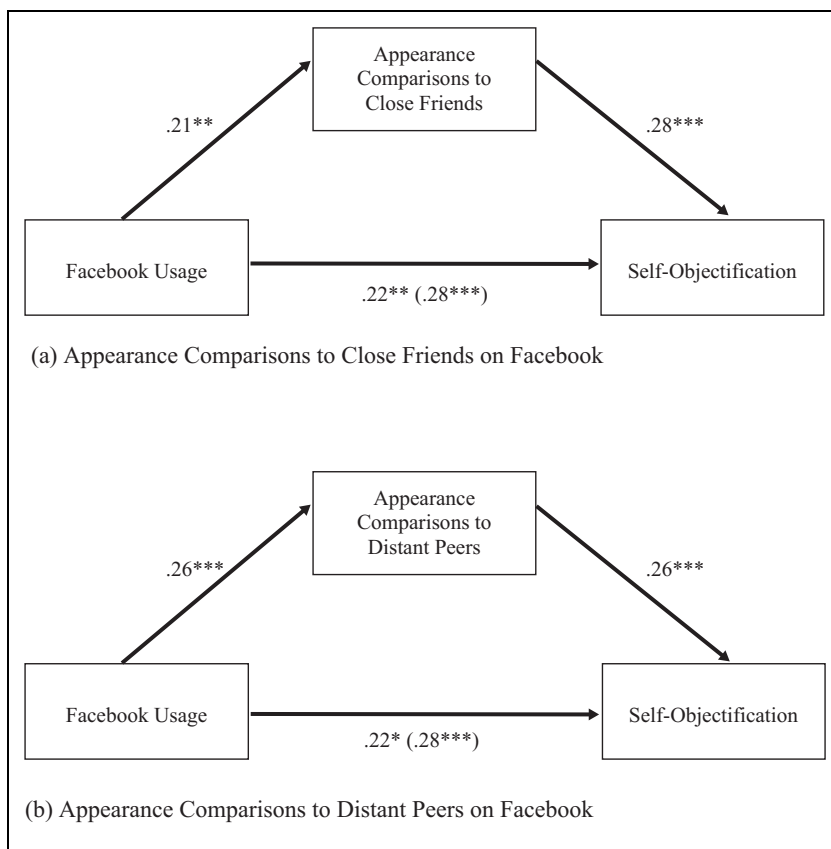 Appearance
Comparisons to
Close Friends
.21**
.28***
Facebook Usage
Self-Objectification
.22** (.28***)
(a) Appearance Comparisons to Close Friends on Facebook
Appearance
Comparisons to
Distant Peers
.26***
.26***
Facebook Usage
Self-Objectification
.22* (.28***)
(b) Appearance Comparisons to Distant Peers on Facebook